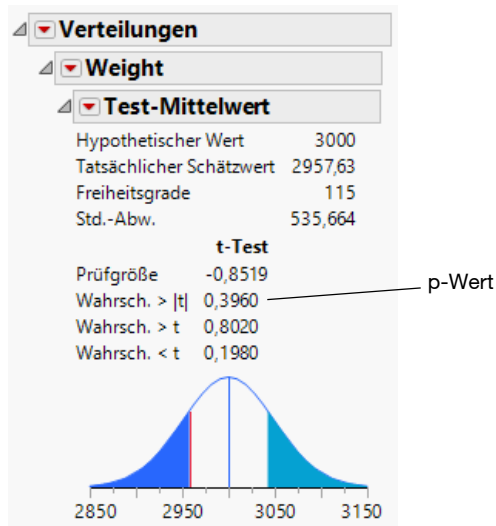 Verteilungen
Weight
Test-Mittelwert
Hypothetischer Wert 3000
Tatsächlicher Schätzwert 2957,63
Freiheitsgrade 115
Std.-Abw. 535,664
t-Test
Prüfgröße -0,8519
Wahrsch. > |t| 0,3960 p-Wert
Wahrsch. > t 0,8020
Wahrsch. < t 0,1980
2850 2950 3050 3150